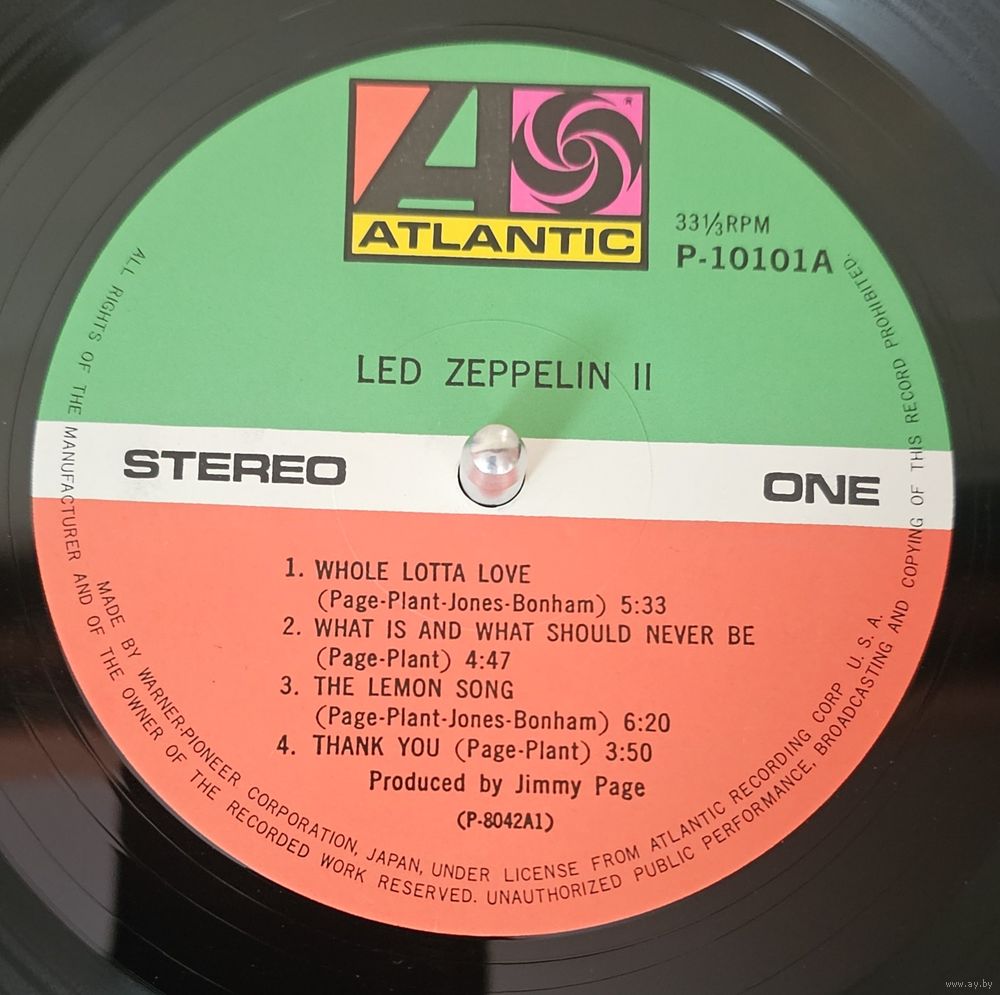 ATLANTIC
®
33⅓RPM
P-10101A
LED ZEPPELIN II
STEREO
ONE
1. WHOLE LOTTA LOVE
(Page-Plant-Jones-Bonham) 5:33
2. WHAT IS AND WHAT SHOULD NEVER BE
(Page-Plant) 4:47
3. THE LEMON SONG
(Page-Plant-Jones-Bonham) 6:20
4. THANK YOU (Page-Plant) 3:50
Produced by Jimmy Page
(P-8042A1)
MADE BY WARNER-PIONEER CORPORATION, JAPAN, UNDER LICENSE FROM ATLANTIC RECORDING CORP U. S. A.
ALL RIGHTS OF THE MANUFACTURER AND OF THE OWNER OF THE RECORDED WORK RESERVED. UNAUTHORIZED PUBLIC PERFORMANCE, BROADCASTING AND COPYING OF THIS RECORD PROHIBITED.
www.ay.by